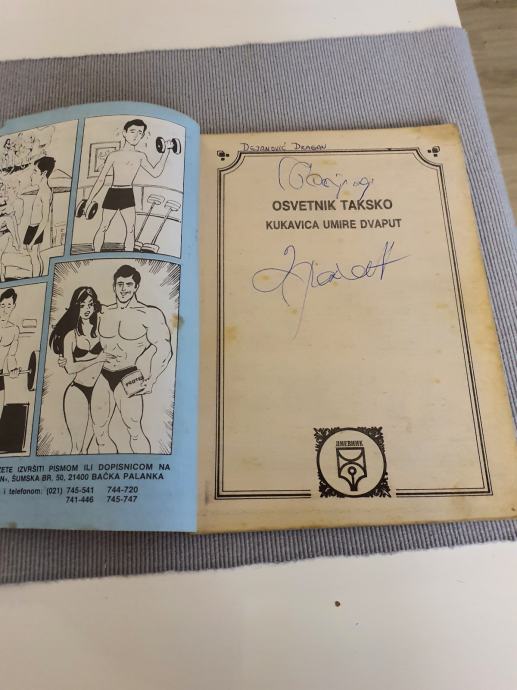 PROTEIN
ZETE IZVRŠITI PISMOM ILI DOPISNICOM NA
N«, ŠUMSKA BR. 50, 21400 BAČKA PALANKA
i telefonom: (021) 745-541 744-720
741-446 745-747
DEJANOVIĆ DRAGAN
OSVETNIK TAKSKO
KUKAVICA UMIRE DVAPUT
ДНЕВНИК